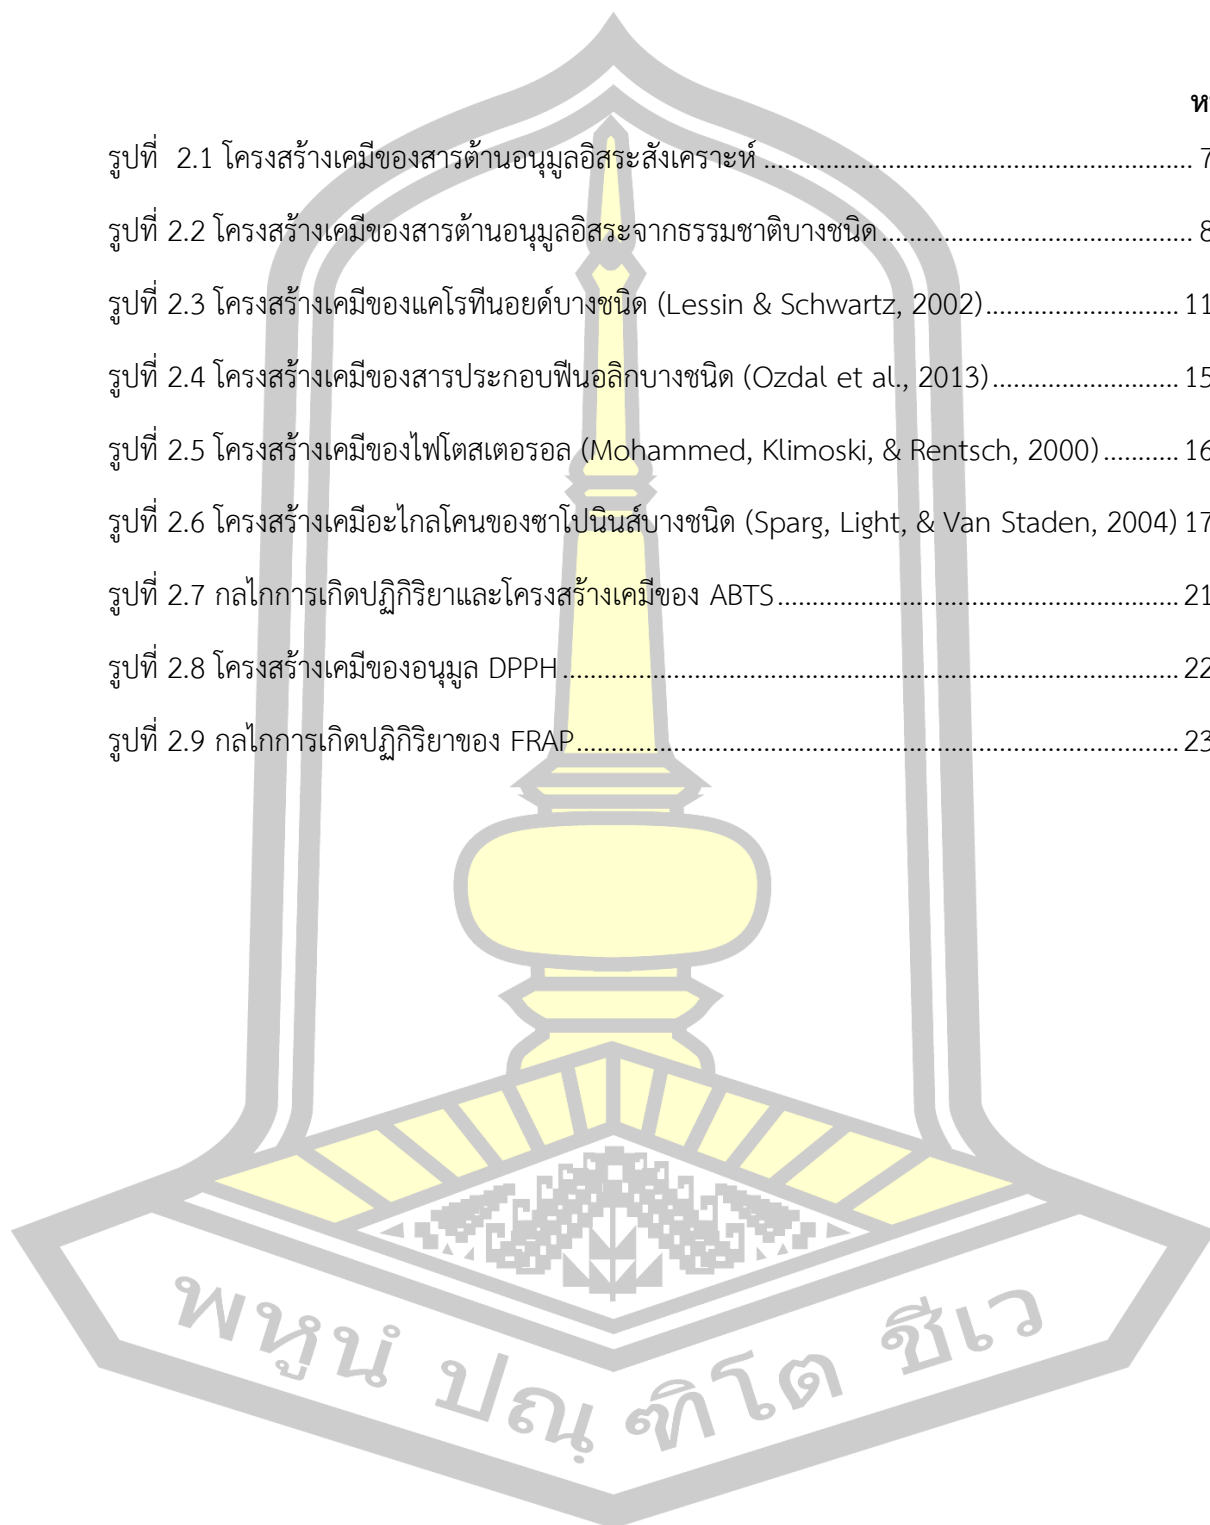 ห
รูปที่ 2.1 โครงสร้างเคมีของสารต้านอนุมูลอิสระสังเคราะห์ ................................................... 7
รูปที่ 2.2 โครงสร้างเคมีของสารต้านอนุมูลอิสระจากธรรมชาติบางชนิด..................................... 8
รูปที่ 2.3 โครงสร้างเคมีของแคโรทีนอยด์บางชนิด (Lessin & Schwartz, 2002)....................... 11
รูปที่ 2.4 โครงสร้างเคมีของสารประกอบฟีนอลิกบางชนิด (Ozdal et al., 2013)...................... 15
รูปที่ 2.5 โครงสร้างเคมีของไฟโตสเตอรอล (Mohammed, Klimoski, & Rentsch, 2000)........... 16
รูปที่ 2.6 โครงสร้างเคมีอะไกลโคนของซาโปนินส์บางชนิด (Sparg, Light, & Van Staden, 2004) 17
รูปที่ 2.7 กลไกการเกิดปฏิกิริยาและโครงสร้างเคมีของ ABTS................................................ 21
รูปที่ 2.8 โครงสร้างเคมีของอนุมูล DPPH......................................................................... 22
รูปที่ 2.9 กลไกการเกิดปฏิกิริยาของ FRAP....................................................................... 23
พหูนํ ปณฺฑิโต ชีเว